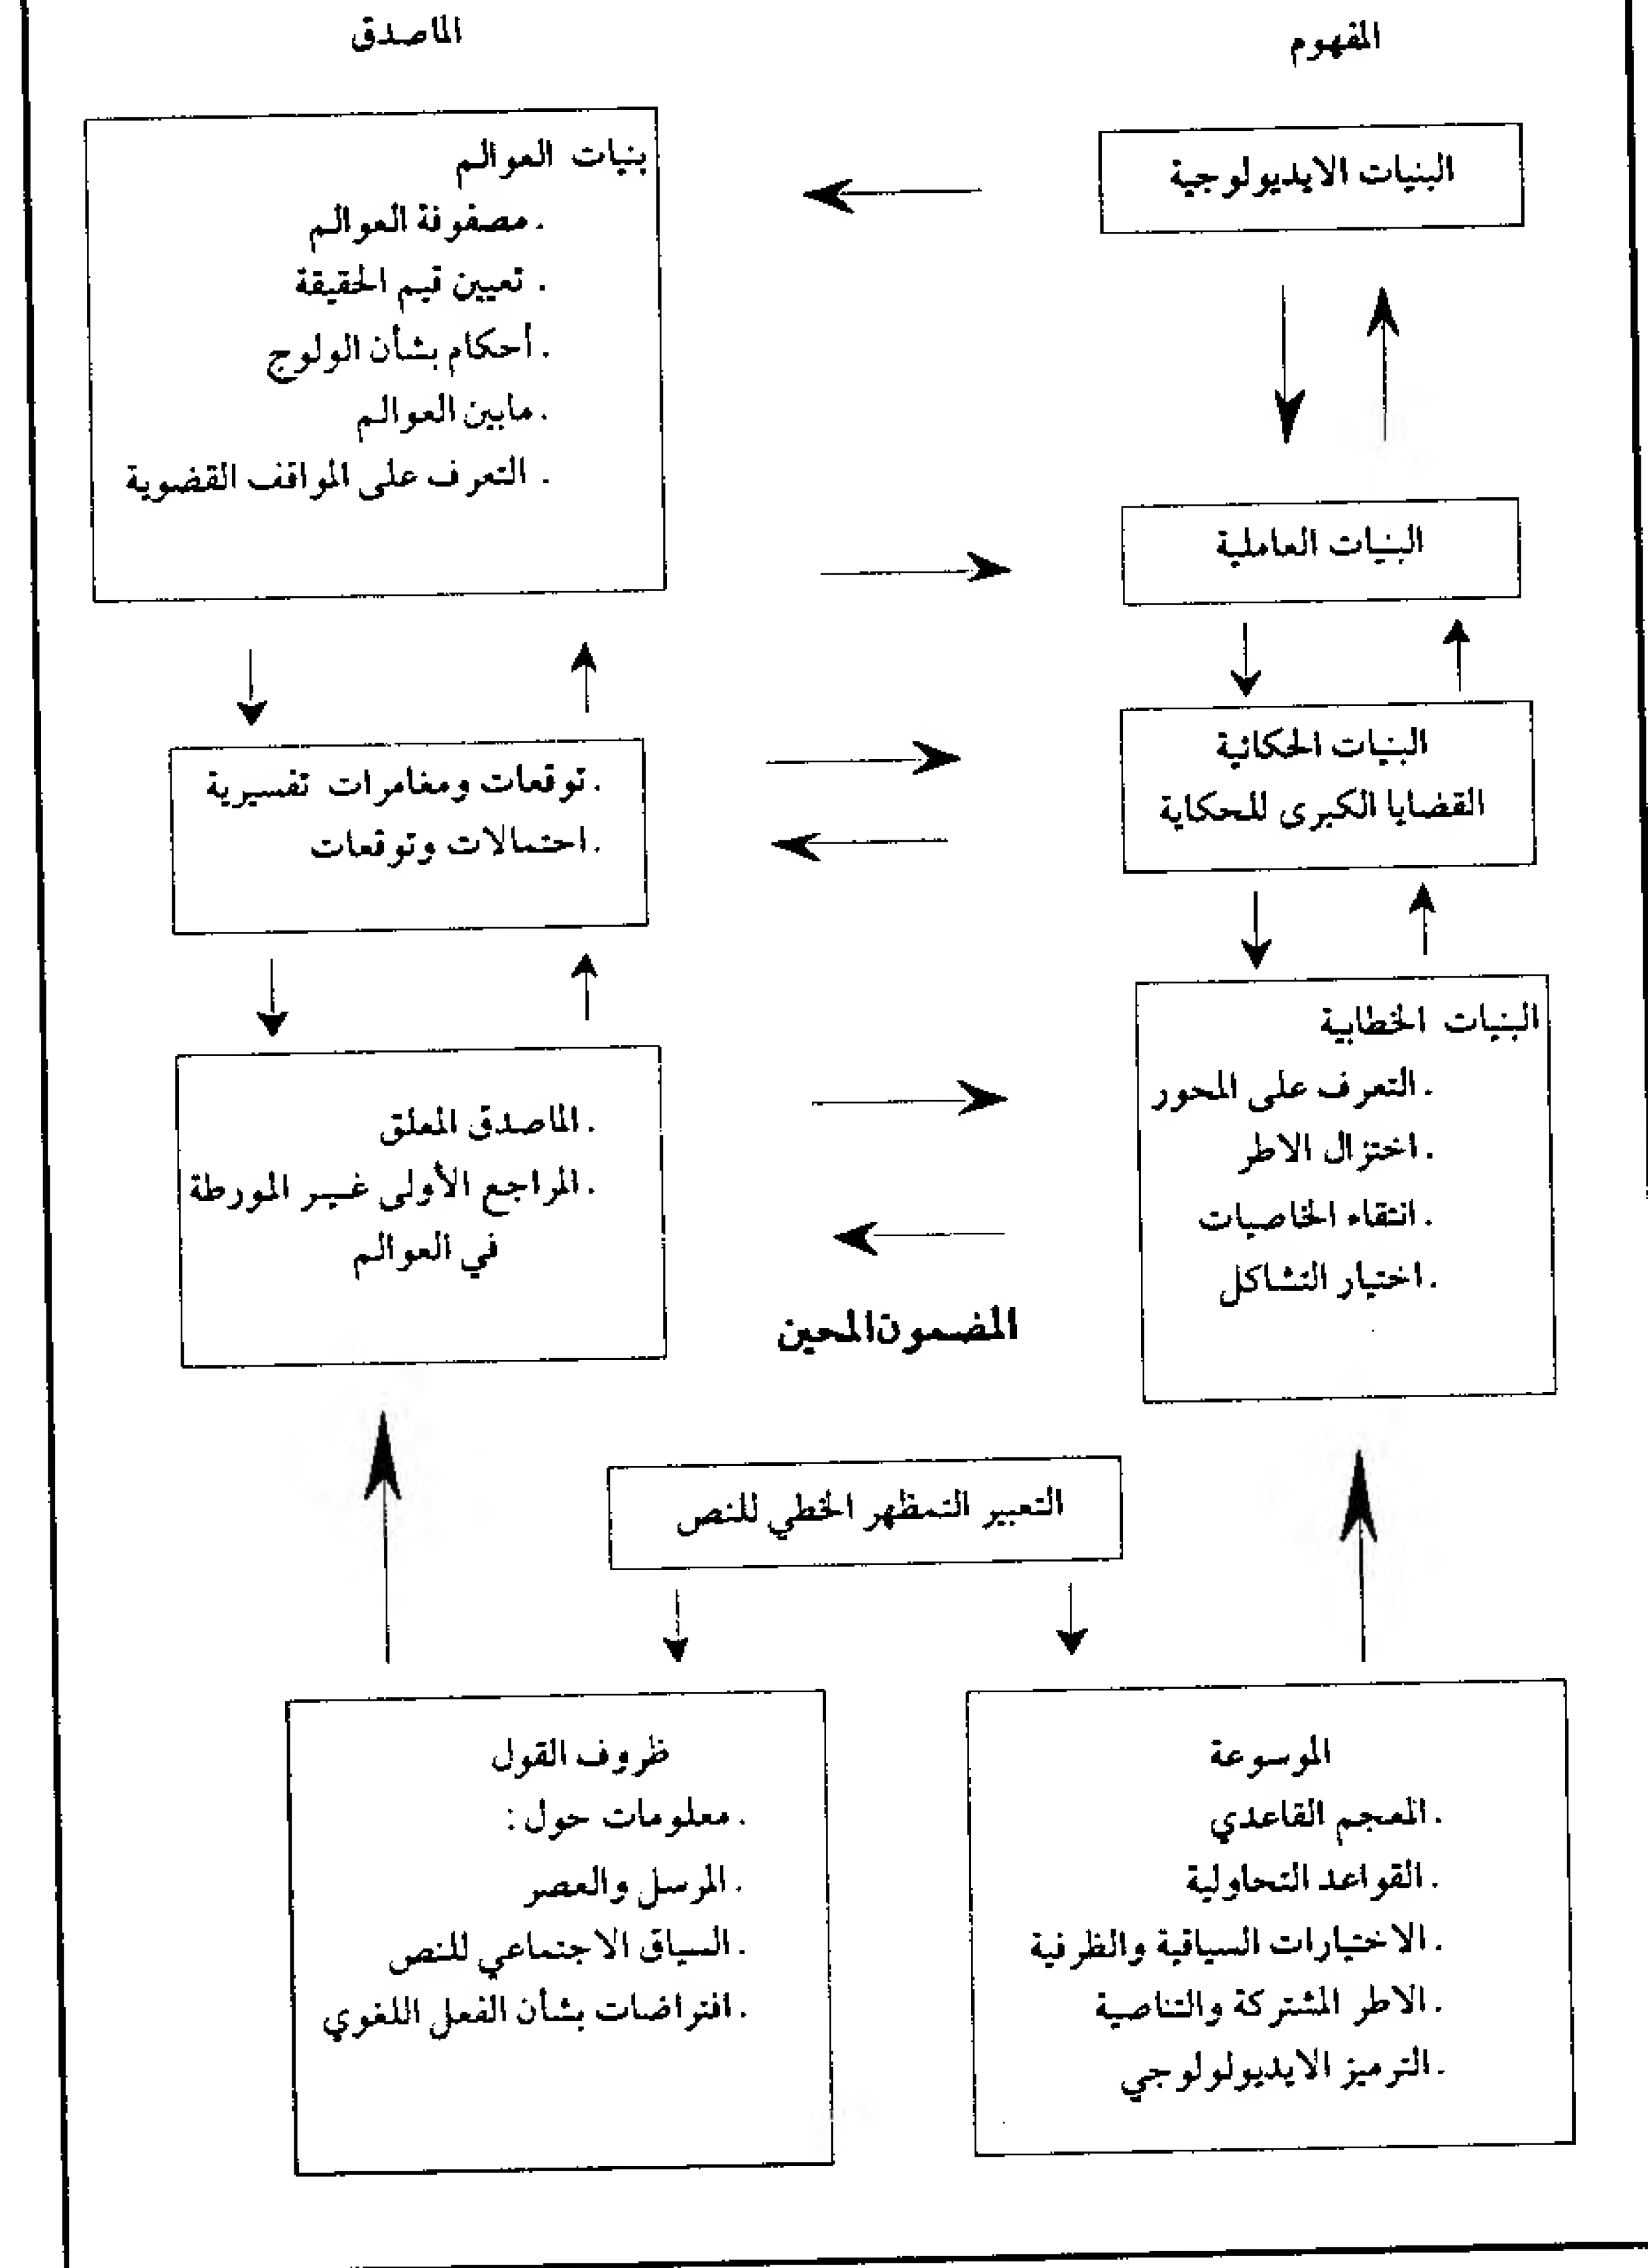 المفهوم
الماصدق
البنيات الايديولوجية
بنيات العوالم
. مصفوفة العوالم
. تعيين قيم الحقيقة
. أحكام بشأن الولوج
. مابين العوالم
. التعرف على المواقف القضوية
البنيات العاملية
البنيات الحكائية
القضايا الكبرى للحكاية
. توقعات ومغامرات تفسيرية
. احتمالات وتوقعات
البنيات الخطابية
. التعرف على المحور
. اختزال الاطر
. انتقاء الخاصيات
. اختيار التشاكل
. الماصدق المعلق
. المراجع الأولى غير المورطة
في العوالم
المضمون المحين
التعبير التمظهر الخطي للنص
الموسوعة
. المعجم القاعدي
. القواعد التحاولية
. الاختيارات السياقية والظرفية
. الاطر المشتركة والتناصية
. الترميز الايديولولوجي
ظروف القول
. معلومات حول :
. المرسل والعصر
. السياق الاجتماعي للنص
. افتراضات بشأن الفعل اللغوي